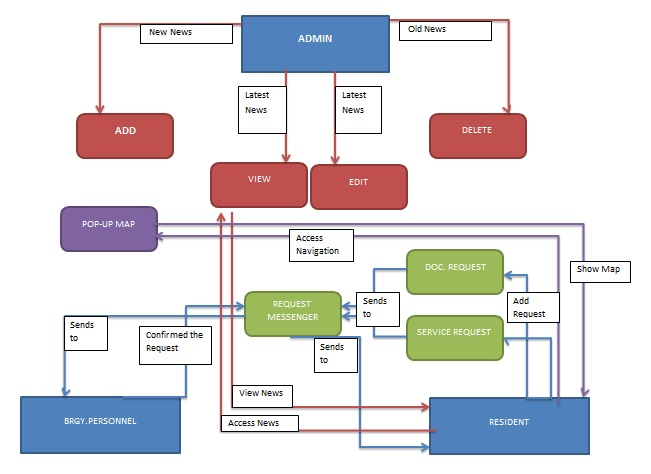 New News
ADMIN
Old News
Latest
News
Latest
News
ADD
DELETE
VIEW
EDIT
POP-UP MAP
Access
Navigation
Show Map
DOC. REQUEST
REQUEST
MESSENGER
Sends
to
Add
Request
Sends
to
Confirmed the
Request
SERVICE REQUEST
Sends
to
View News
Access News
BRGY.PERSONNEL
RESIDENT